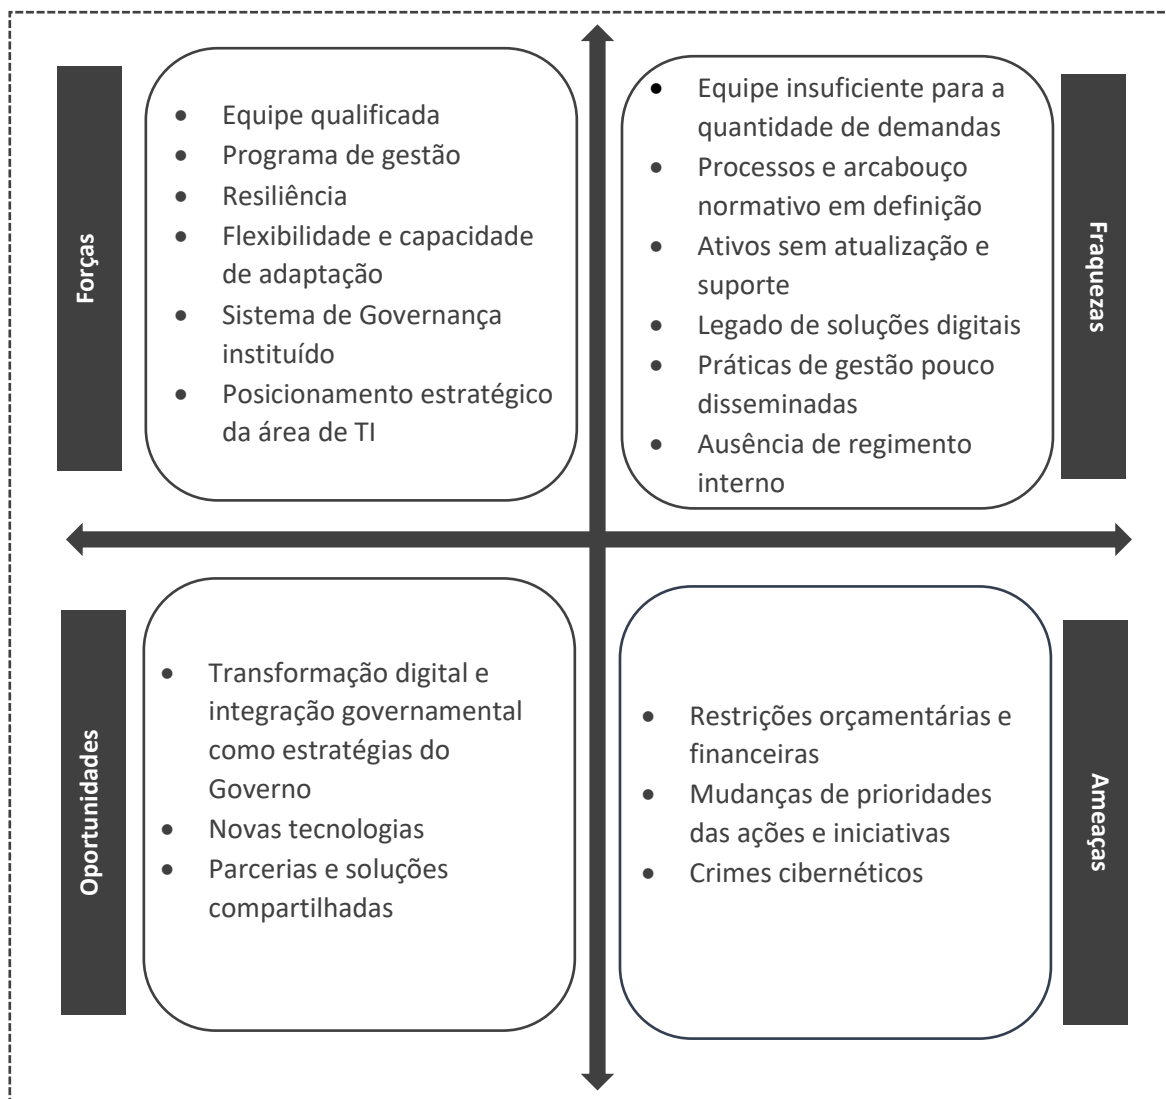 Forças
• Equipe qualificada
• Programa de gestão
• Resiliência
• Flexibilidade e capacidade
de adaptação
• Sistema de Governança
instituído
• Posicionamento estratégico
da área de TI
• Equipe insuficiente para a
quantidade de demandas
• Processos e arcabouço
normativo em definição
• Ativos sem atualização e
suporte
• Legado de soluções digitais
• Práticas de gestão pouco
disseminadas
• Ausência de regimento
interno
Fraquezas
Oportunidades
• Transformação digital e
integração governamental
como estratégias do
Governo
• Novas tecnologias
• Parcerias e soluções
compartilhadas
• Restrições orçamentárias e
financeiras
• Mudanças de prioridades
das ações e iniciativas
• Crimes cibernéticos
Ameaças